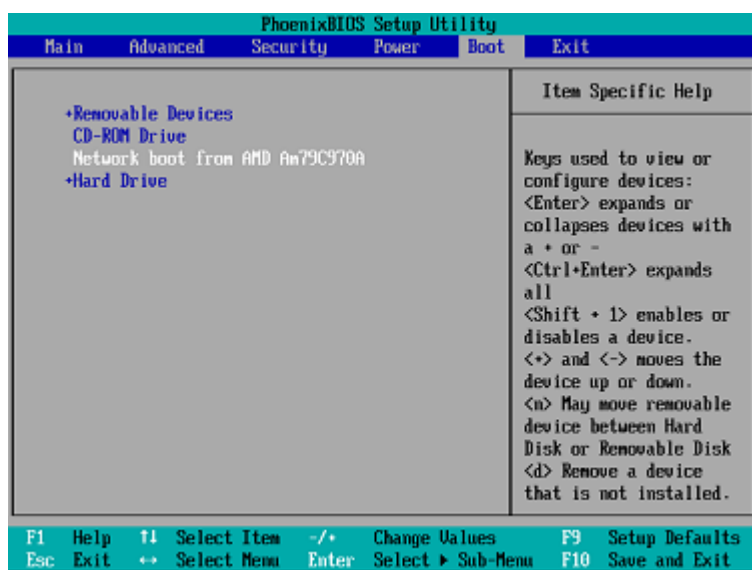 PhoenixBIOS Setup Utility
Main Advanced Security Power Boot Exit
+Removable Devices
CD-ROM Drive
Network boot from AMD Am79C970A
+Hard Drive
Item Specific Help
Keys used to view or
configure devices:
<Enter> expands or
collapses devices with
a + or -
<Ctrl+Enter> expands
all
<Shift + 1> enables or
disables a device.
<+> and <-> moves the
device up or down.
<n> May move removable
device between Hard
Disk or Removable Disk
<d> Remove a device
that is not installed.
F1 Help ↑↓ Select Item -/+ Change Values F9 Setup Defaults
Esc Exit ↔ Select Menu Enter Select ▶ Sub-Menu F10 Save and Exit